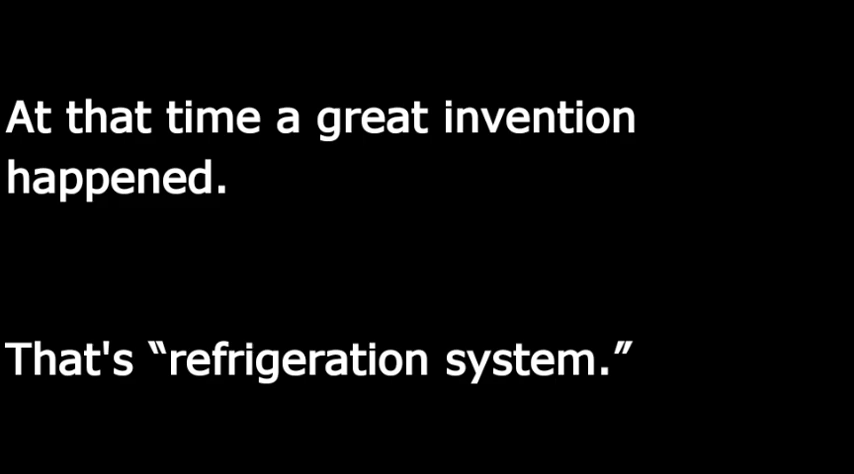 At that time a great invention
happened.
That's “refrigeration system.”